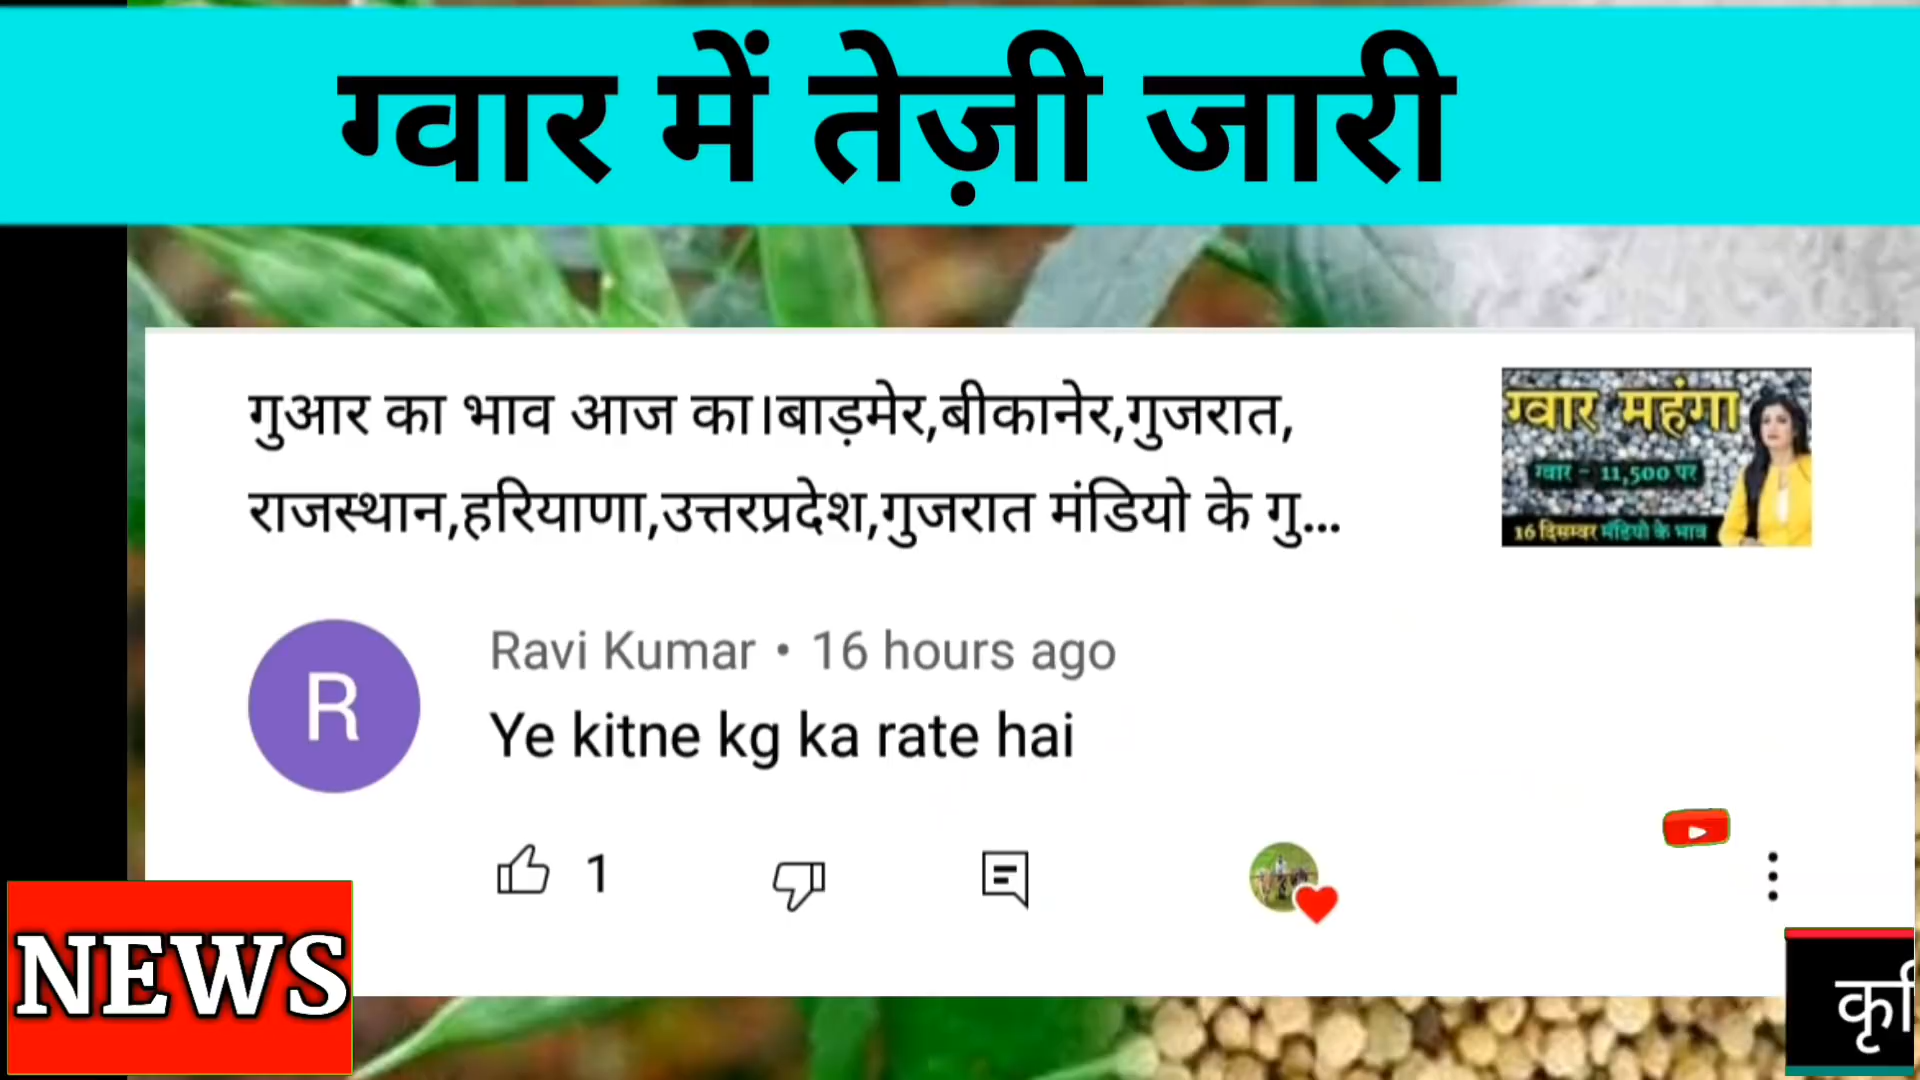 ग्वार में तेज़ी जारी
गुआर का भाव आज का।बाड़मेर,बीकानेर,गुजरात,
राजस्थान,हरियाणा,उत्तरप्रदेश,गुजरात मंडियो के गु...
ग्वार महंगा
ग्वार - 11,500 पर
16 दिसम्बर मंडियो के भाव
R
Ravi Kumar • 16 hours ago
Ye kitne kg ka rate hai
1
NEWS